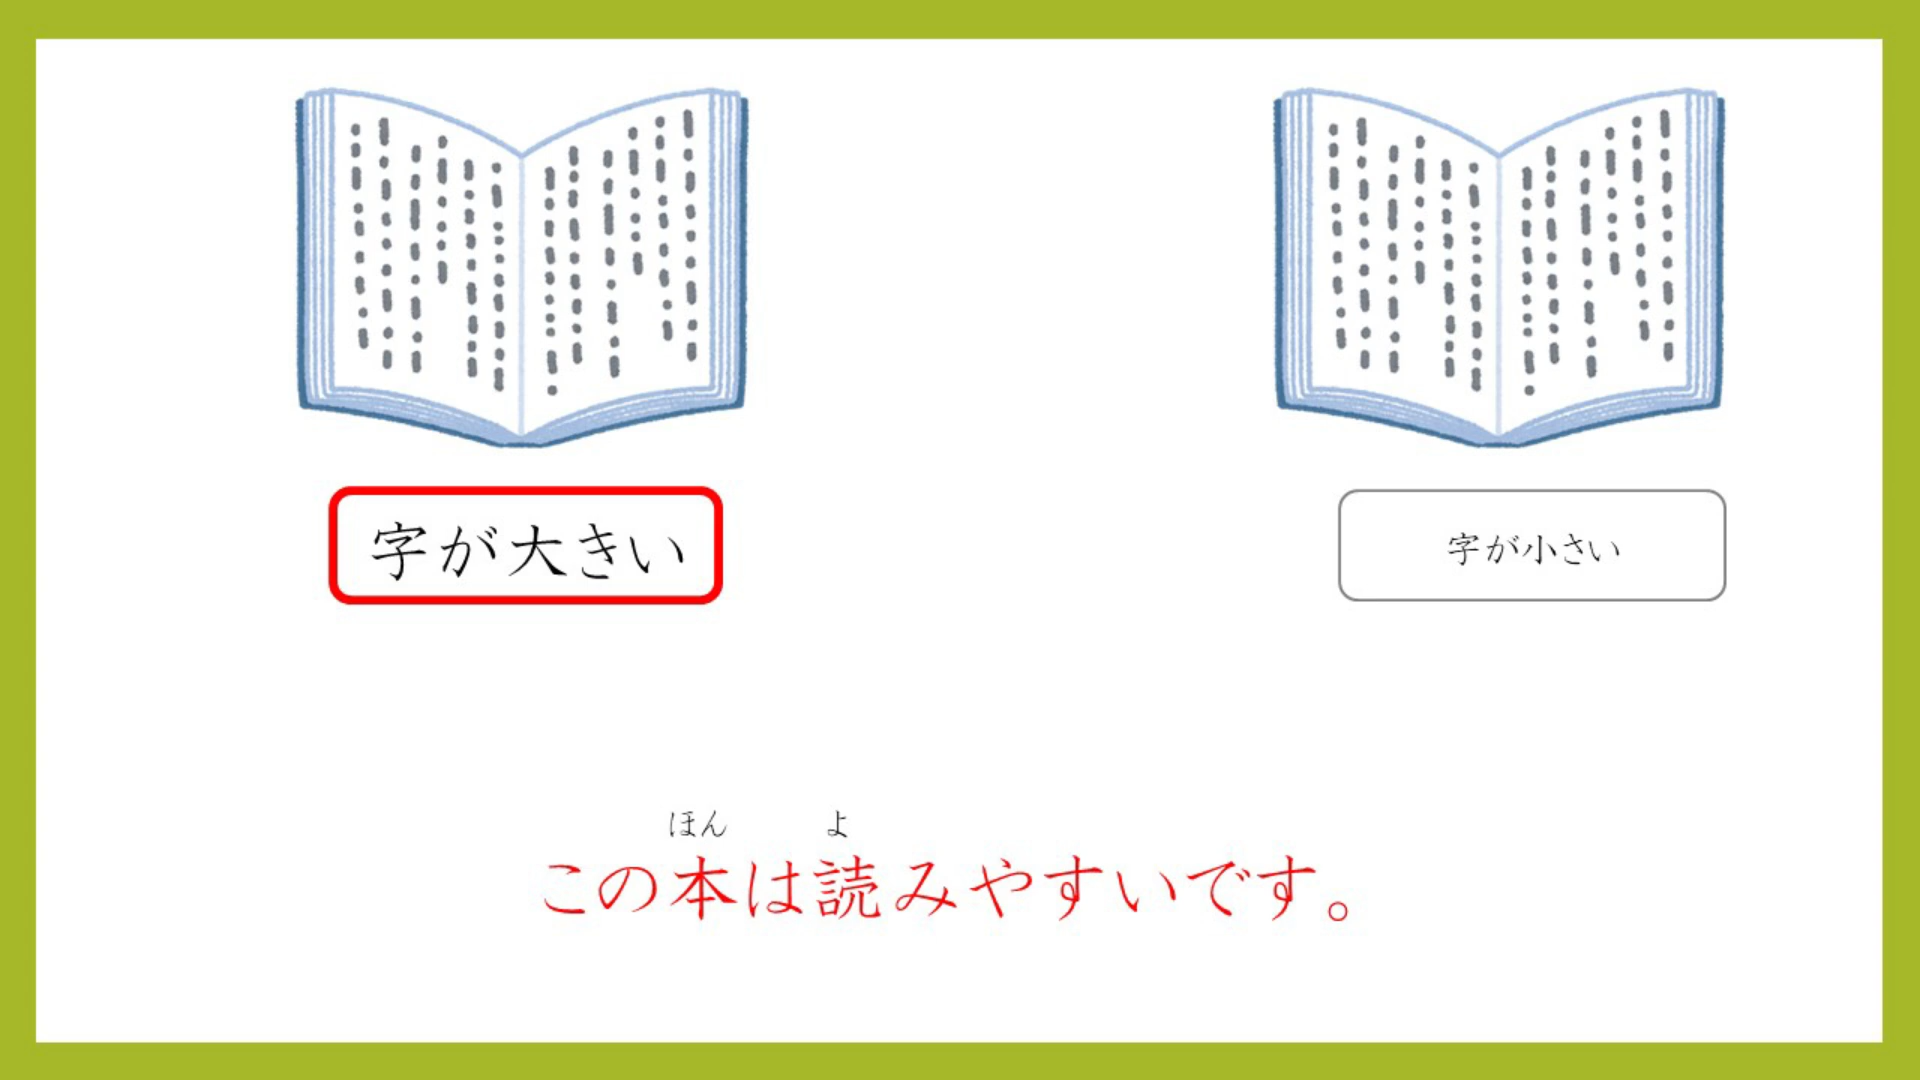 字が大きい
字が小さい
ほん よ
この本は読みやすいです。